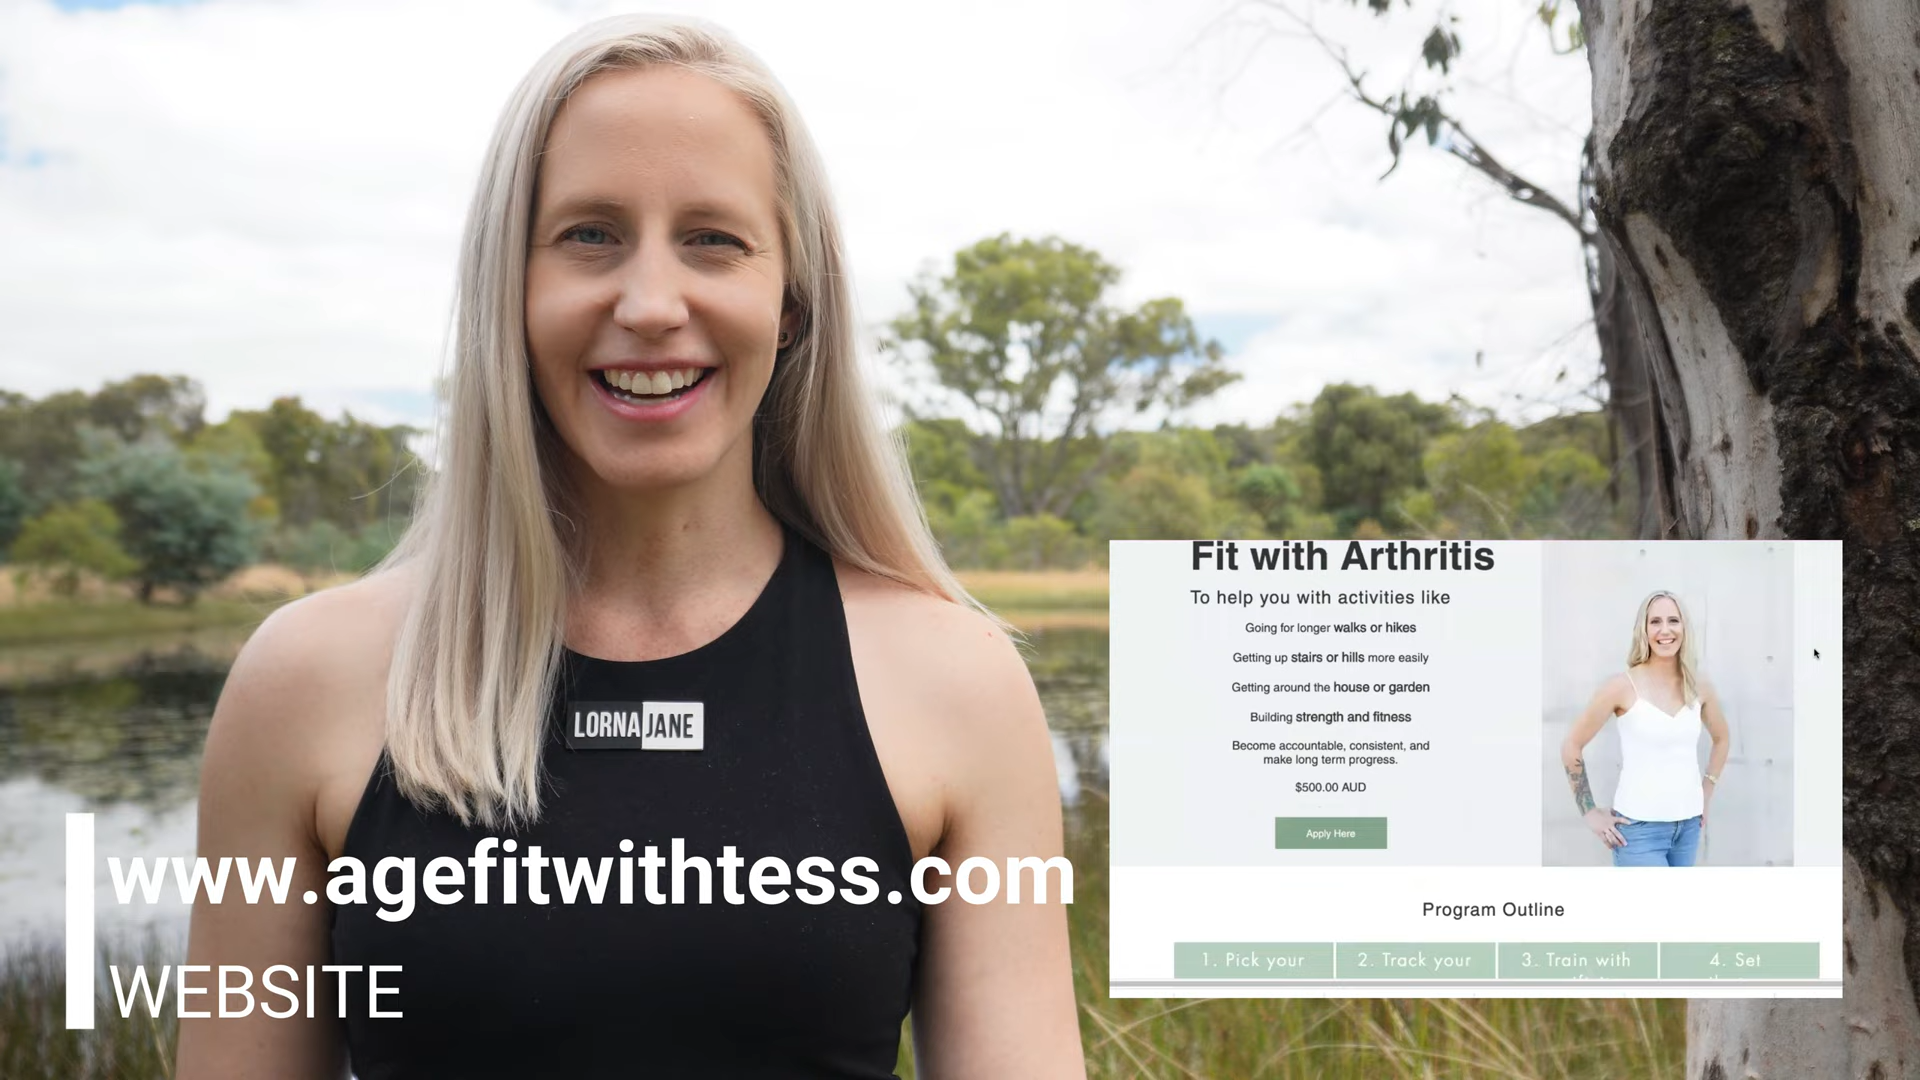 LORNA JANE
www.agefitwithtess.com
WEBSITE
Fit with Arthritis
To help you with activities like
Going for longer walks or hikes
Getting up stairs or hills more easily
Getting around the house or garden
Building strength and fitness
Become accountable, consistent, and
make long term progress.
$500.00 AUD
Apply Here
Program Outline
1. Pick your
2. Track your
3. Train with
4. Set